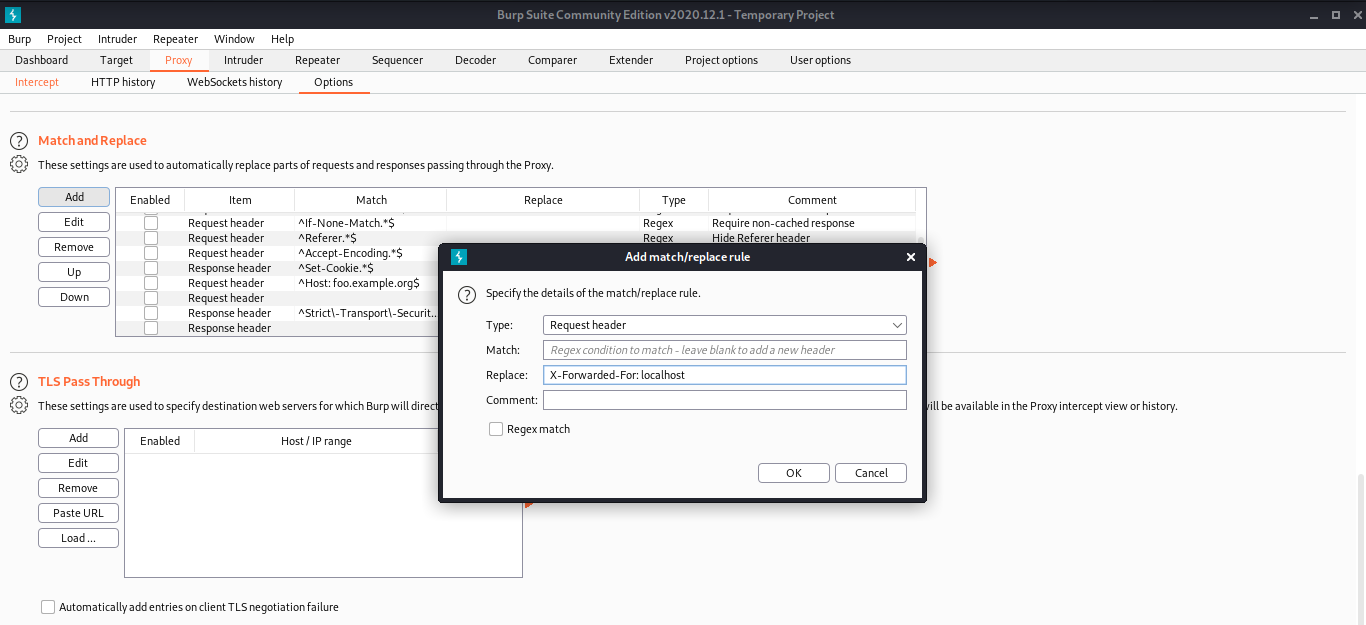 Burp Suite Community Edition v2020.12.1 - Temporary Project
Burp Project Intruder Repeater Window Help
Dashboard Target Proxy Intruder Repeater Sequencer Decoder Comparer Extender Project options User options
Intercept HTTP history WebSockets history Options
? Match and Replace
These settings are used to automatically replace parts of requests and responses passing through the Proxy.
Add
Edit
Remove
Up
Down
Enabled Item Match Replace Type Comment
Request header ^If-None-Match.*$ Regex Require non-cached response
Request header ^Referer.*$ Regex Hide Referer header
Request header ^Accept-Encoding.*$
Response header ^Set-Cookie.*$
Request header ^Host: foo.example.org$
Request header
Response header ^Strict\-Transport\-Securit...
Response header
Add match/replace rule
? Specify the details of the match/replace rule.
Type: Request header
Match: Regex condition to match - leave blank to add a new header
Replace: X-Forwarded-For: localhost
Comment:
Regex match
OK Cancel
? TLS Pass Through
These settings are used to specify destination web servers for which Burp will direct will be available in the Proxy intercept view or history.
Add
Edit
Remove
Paste URL
Load ...
Enabled Host / IP range
Automatically add entries on client TLS negotiation failure